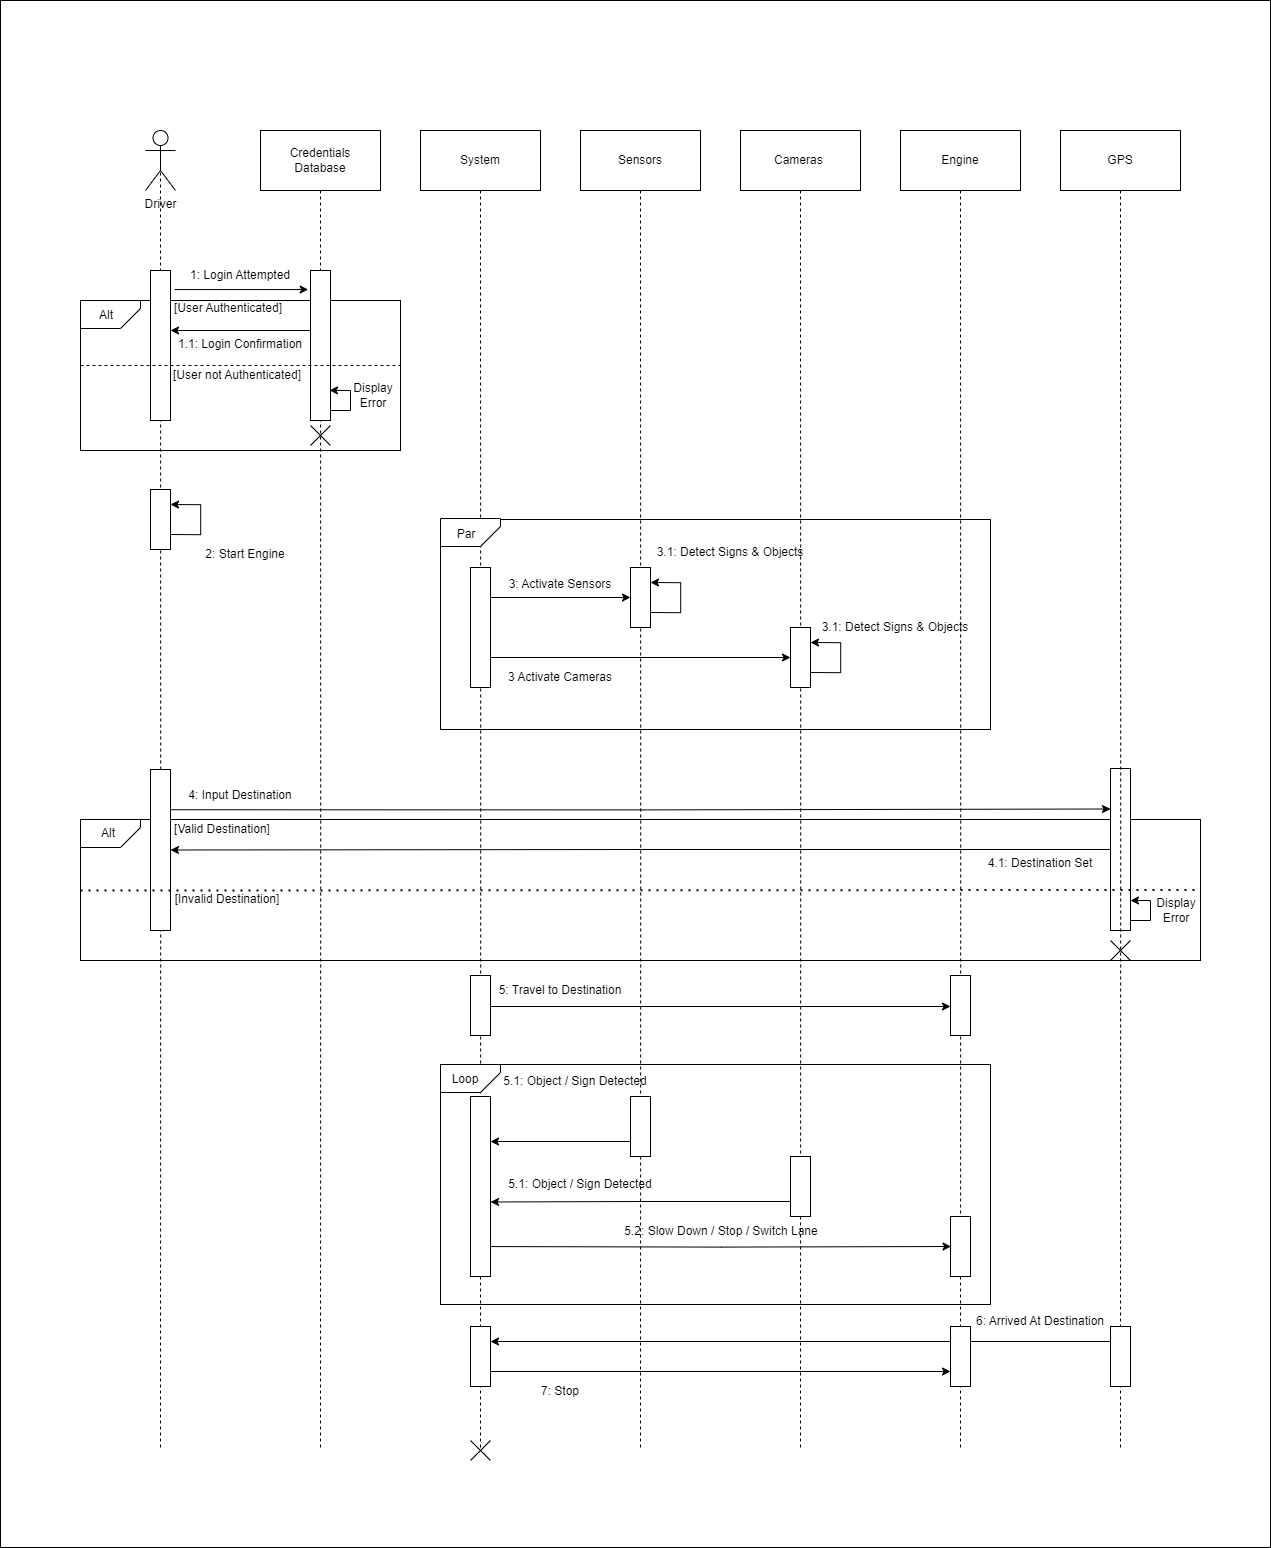 Driver
Credentials
Database
System
Sensors
Cameras
Engine
GPS
1: Login Attempted
Alt
[User Authenticated]
1.1: Login Confirmation
[User not Authenticated]
Display
Error
2: Start Engine
Par
3.1: Detect Signs & Objects
3: Activate Sensors
3.1: Detect Signs & Objects
3 Activate Cameras
4: Input Destination
Alt
[Valid Destination]
4.1: Destination Set
[Invalid Destination]
Display
Error
5: Travel to Destination
Loop
5.1: Object / Sign Detected
5.1: Object / Sign Detected
5.2: Slow Down / Stop / Switch Lane
6: Arrived At Destination
7: Stop